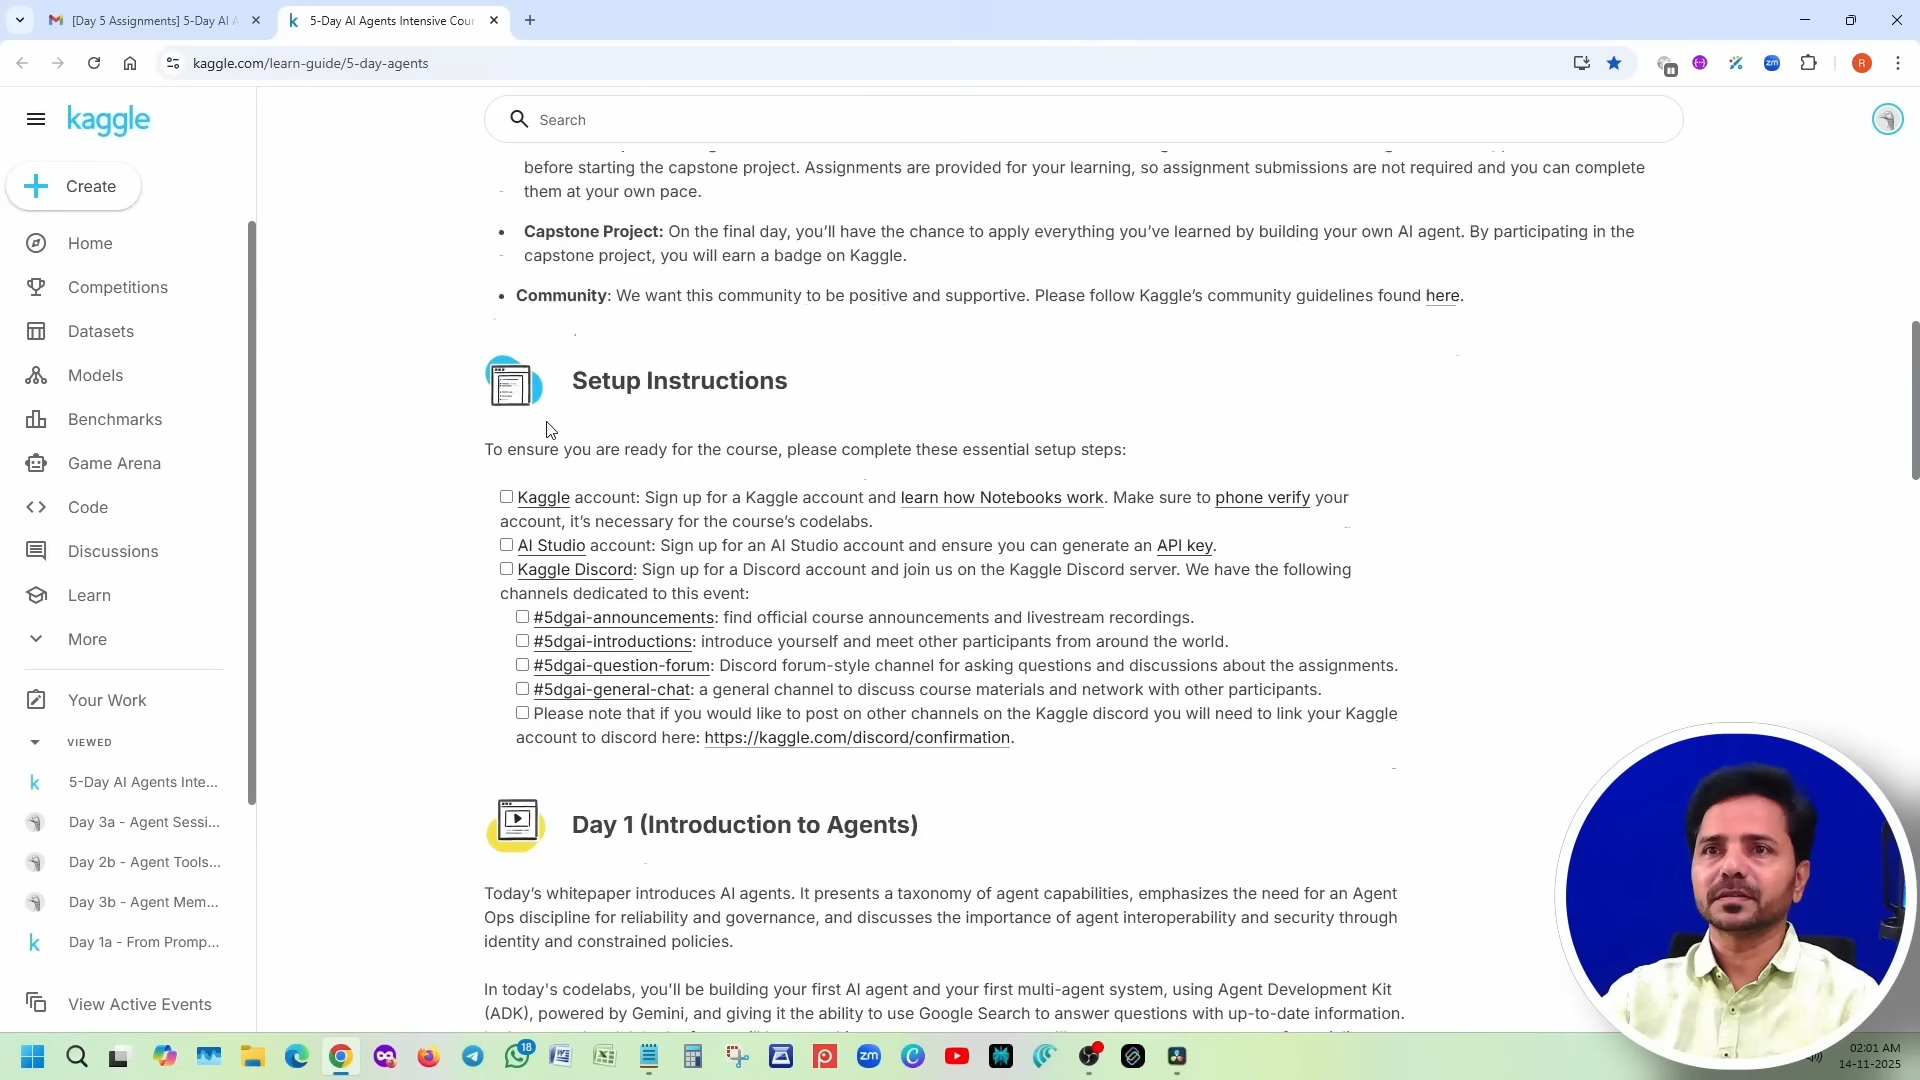 [Day 5 Assignments] 5-Day AI A
5-Day AI Agents Intensive Cour
kaggle.com/learn-guide/5-day-agents
R
kaggle
Search
Create
Home
Competitions
Datasets
Models
Benchmarks
Game Arena
Code
Discussions
Learn
More
Your Work
VIEWED
5-Day AI Agents Inte...
Day 3a - Agent Sessi...
Day 2b - Agent Tools...
Day 3b - Agent Mem...
Day 1a - From Promp...
View Active Events
before starting the capstone project. Assignments are provided for your learning, so assignment submissions are not required and you can complete
them at your own pace.
• Capstone Project: On the final day, you’ll have the chance to apply everything you’ve learned by building your own AI agent. By participating in the
capstone project, you will earn a badge on Kaggle.
• Community: We want this community to be positive and supportive. Please follow Kaggle’s community guidelines found here.
Setup Instructions
To ensure you are ready for the course, please complete these essential setup steps:
Kaggle account: Sign up for a Kaggle account and learn how Notebooks work. Make sure to phone verify your
account, it’s necessary for the course’s codelabs.
AI Studio account: Sign up for an AI Studio account and ensure you can generate an API key.
Kaggle Discord: Sign up for a Discord account and join us on the Kaggle Discord server. We have the following
channels dedicated to this event:
#5dgai-announcements: find official course announcements and livestream recordings.
#5dgai-introductions: introduce yourself and meet other participants from around the world.
#5dgai-question-forum: Discord forum-style channel for asking questions and discussions about the assignments.
#5dgai-general-chat: a general channel to discuss course materials and network with other participants.
Please note that if you would like to post on other channels on the Kaggle discord you will need to link your Kaggle
account to discord here: https://kaggle.com/discord/confirmation.
Day 1 (Introduction to Agents)
Today’s whitepaper introduces AI agents. It presents a taxonomy of agent capabilities, emphasizes the need for an Agent
Ops discipline for reliability and governance, and discusses the importance of agent interoperability and security through
identity and constrained policies.
In today's codelabs, you'll be building your first AI agent and your first multi-agent system, using Agent Development Kit
(ADK), powered by Gemini, and giving it the ability to use Google Search to answer questions with up-to-date information.
18
zm
02:01 AM
14-11-2025